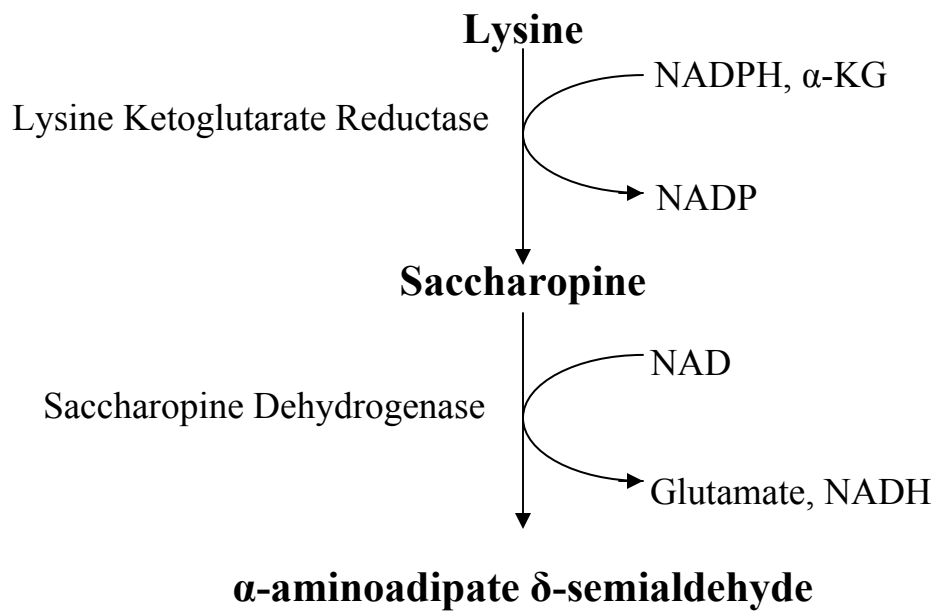 Lysine
NADPH, α-KG
Lysine Ketoglutarate Reductase
NADP
Saccharopine
NAD
Saccharopine Dehydrogenase
Glutamate, NADH
α-aminoadipate δ-semialdehyde